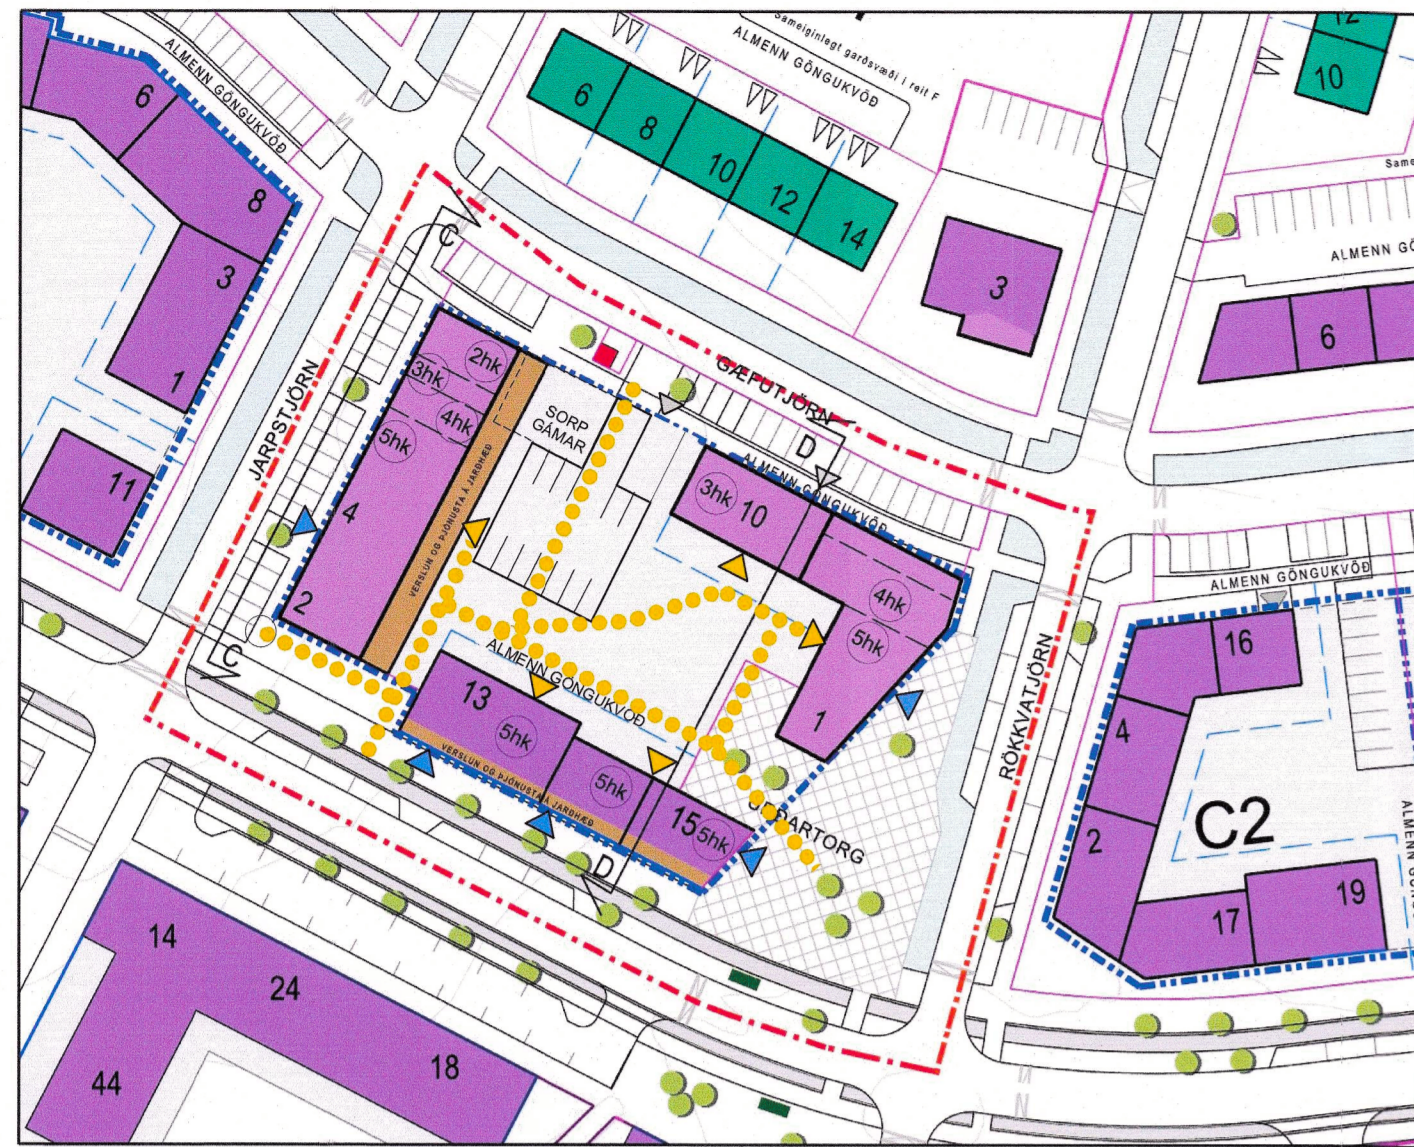 Sameiginlegt garðsvæði í reit F
ALMENN GÖNGUKVÖÐ
12
10
6
8
10
12
14
ALMENN GÖNGUKVÖÐ
6
8
3
1
11
3
6
C
GÆFUTJÖRN
D
JARPSTJÖRN
2hk
3hk
4hk
5hk
4
2
SORP
GÁMAR
VERSLUN OG ÞJÓNUSTA Á JARÐHÆÐ
ALMENN GÖNGUKVÖÐ
3hk
10
4hk
5hk
1
ALMENN GÖNGUKVÖÐ
13
5hk
5hk
15
5hk
VERSLUN OG ÞJÓNUSTA Á JARÐHÆÐ
C
D
RÖKKVATJÖRN
ALMENN GÖNGUKVÖÐ
16
4
2
C2
17
19
14
24
18
44